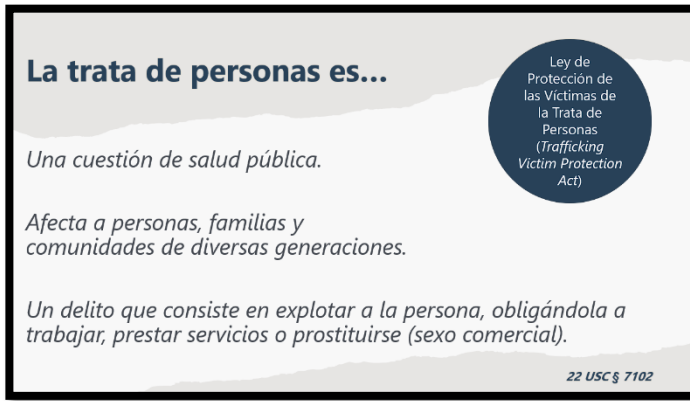 La trata de personas es...
Ley de
Protección de
las Víctimas de
la Trata de
Personas
(Trafficking
Victim Protection
Act)
Una cuestión de salud pública.
Afecta a personas, familias y
comunidades de diversas generaciones.
Un delito que consiste en explotar a la persona, obligándola a
trabajar, prestar servicios o prostituirse (sexo comercial).
22 USC § 7102